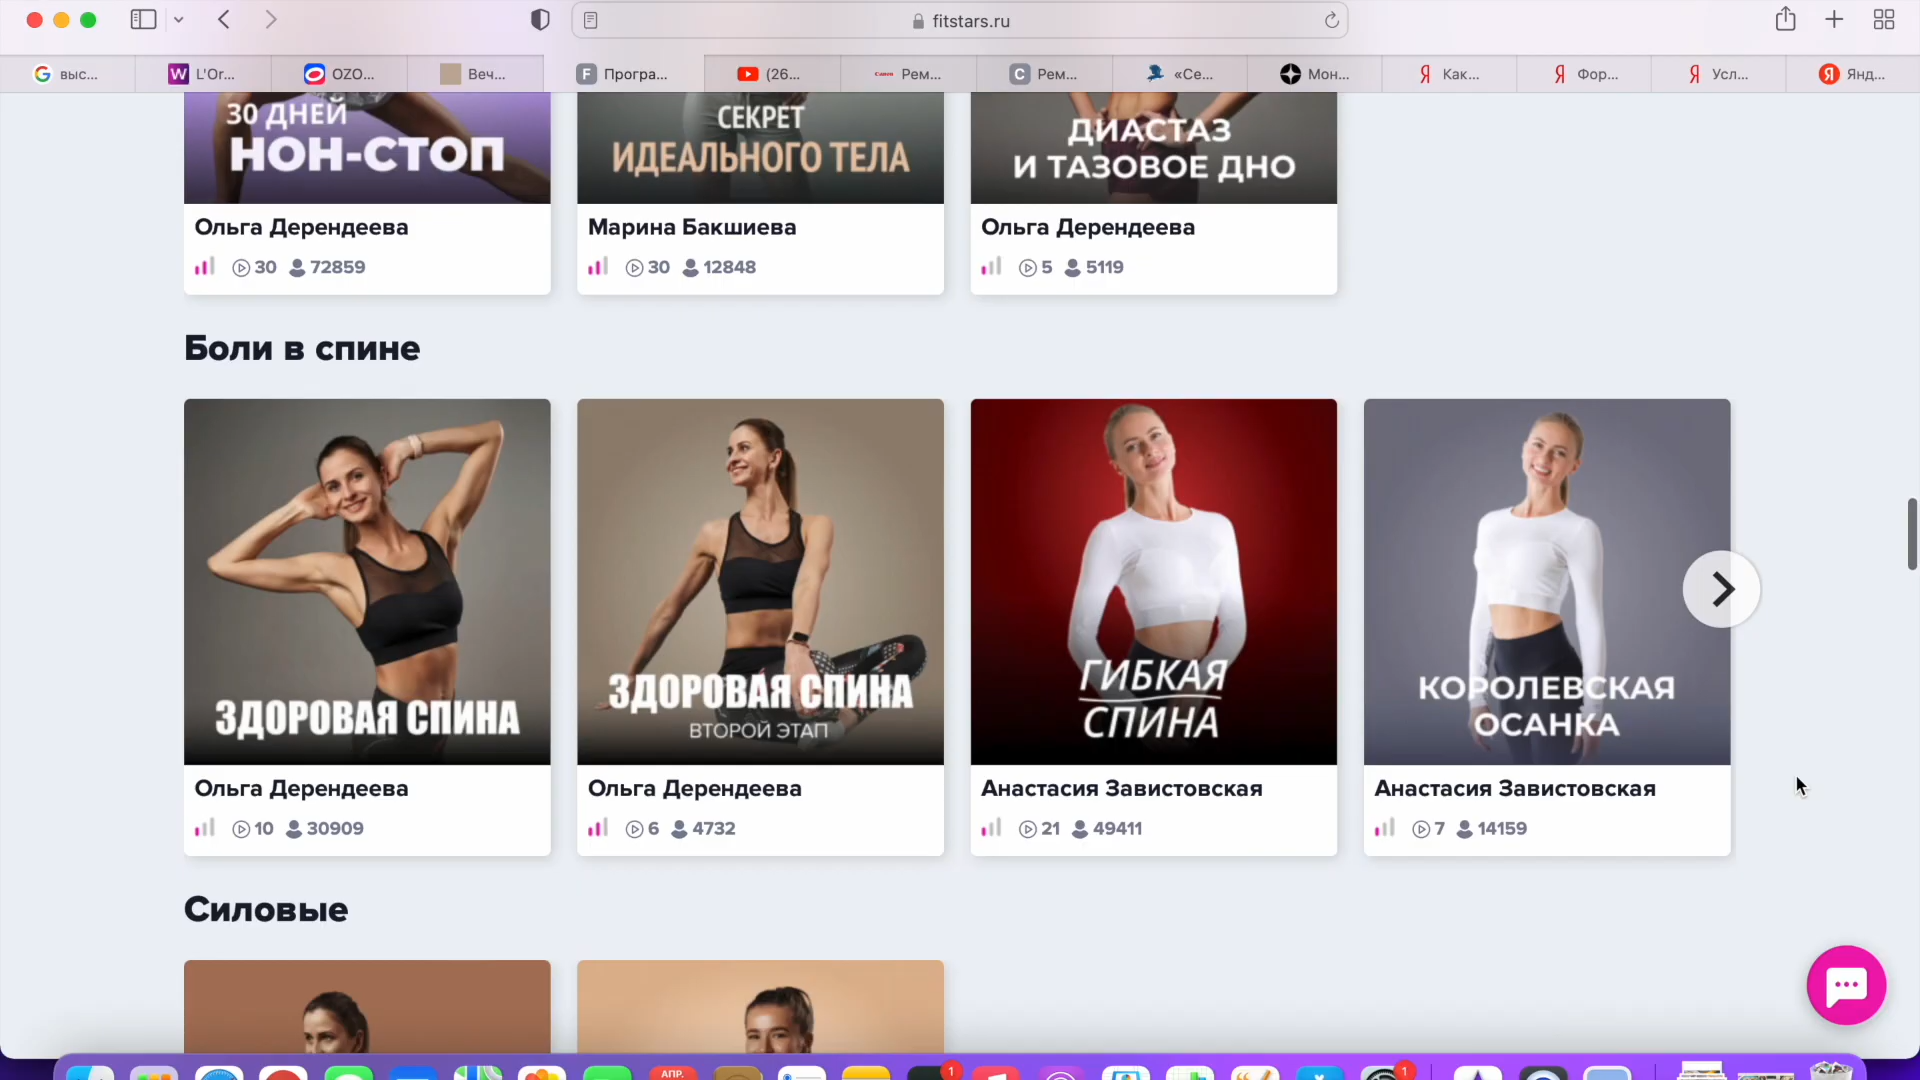 fitstars.ru
выс...
L'Or...
OZO...
Веч...
Програ...
(26...
Рем...
Рем...
«Се...
Мон...
Как...
Фор...
Усл...
Янд...
30 ДНЕЙ
НОН-СТОП
СЕКРЕТ
ИДЕАЛЬНОГО ТЕЛА
ДИАСТАЗ
И ТАЗОВОЕ ДНО
Ольга Дерендеева
30 72859
Марина Бакшиева
30 12848
Ольга Дерендеева
5 5119
Боли в спине
ЗДОРОВАЯ СПИНА
ЗДОРОВАЯ СПИНА
ВТОРОЙ ЭТАП
ГИБКАЯ
СПИНА
КОРОЛЕВСКАЯ
ОСАНКА
Ольга Дерендеева
10 30909
Ольга Дерендеева
6 4732
Анастасия Завистовская
21 49411
Анастасия Завистовская
7 14159
Силовые
АПР.
1
1